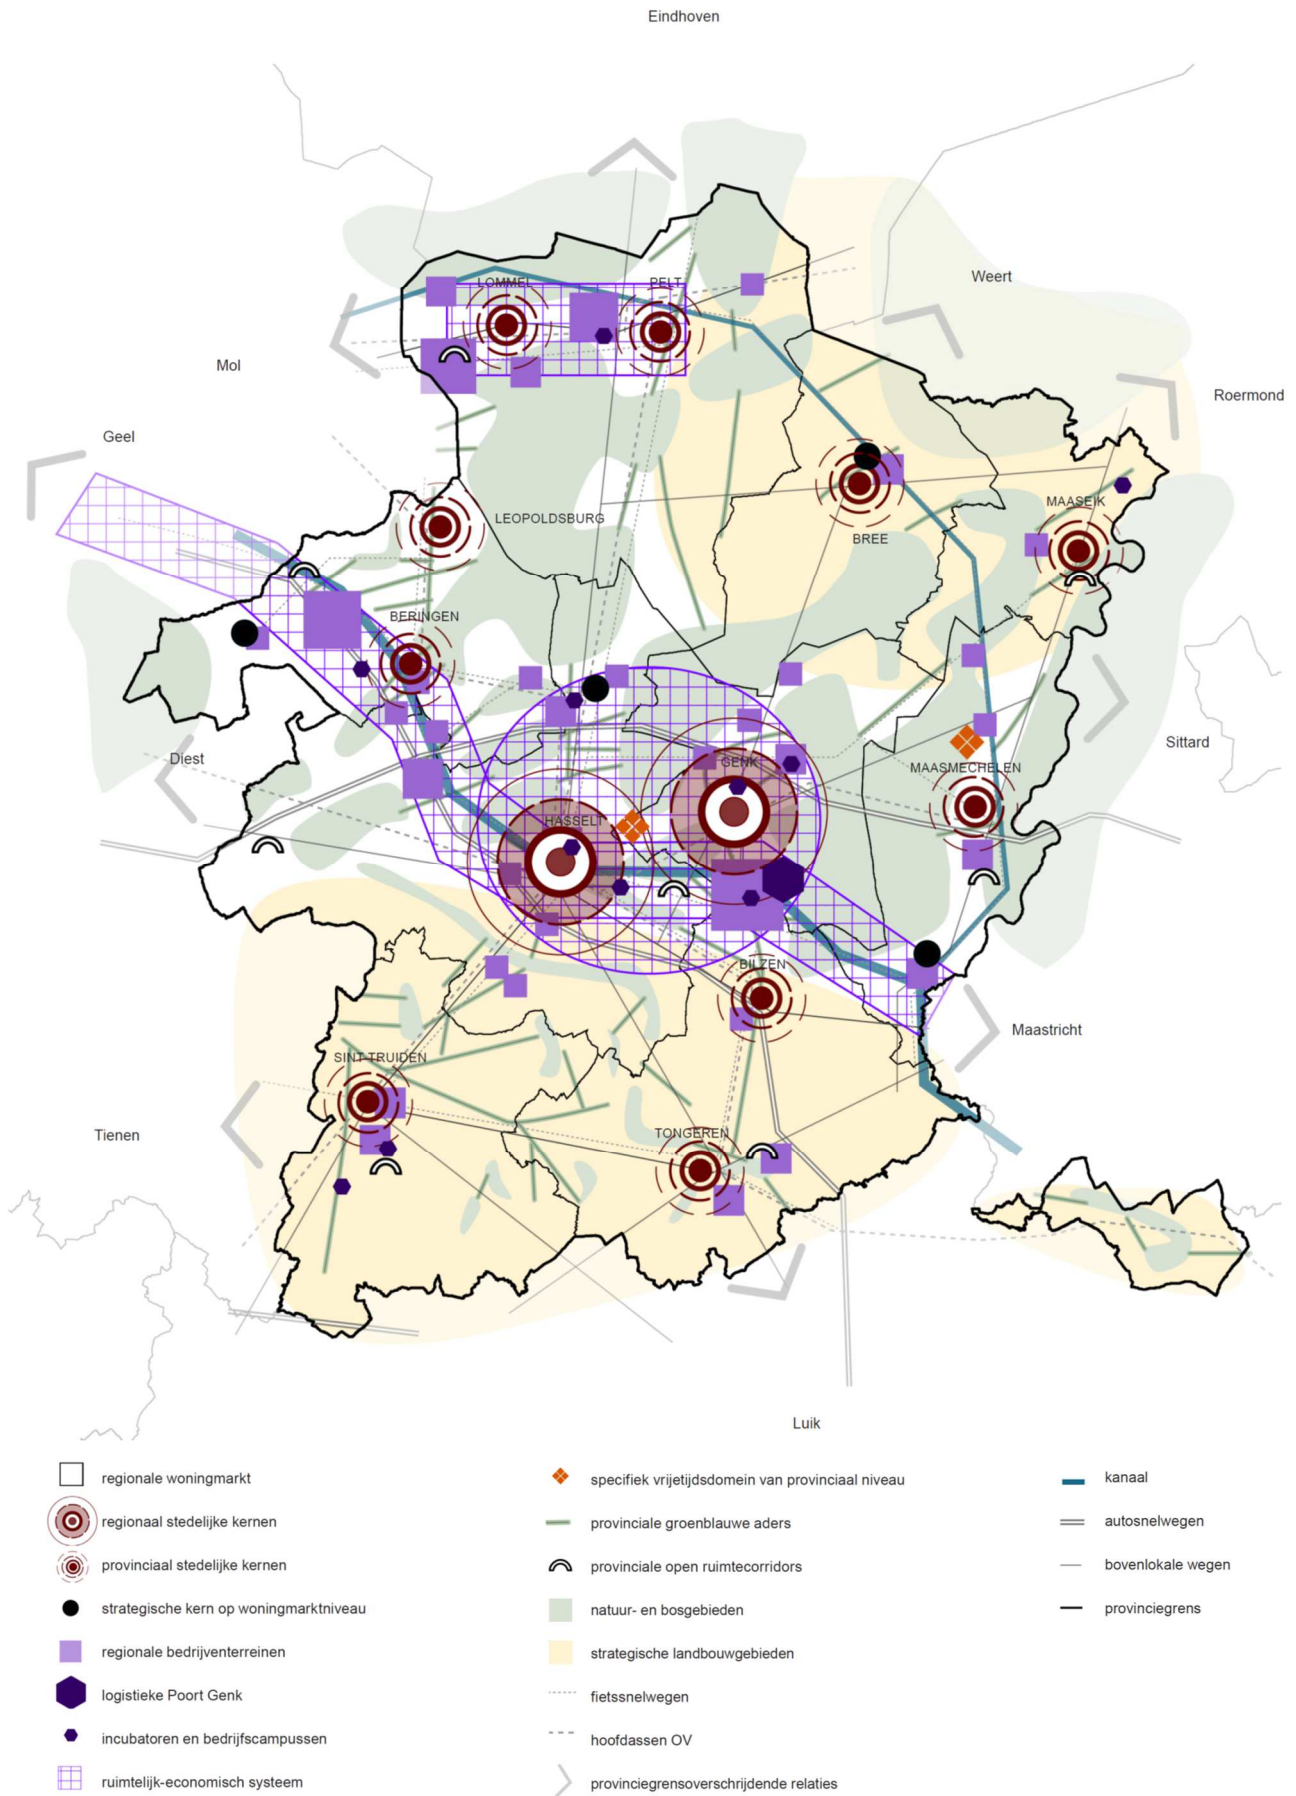 Eindhoven
Weert
LOMMEL
PELT
Mol
Roermond
Geel
MAASEIK
LEOPOLDSBURG
BREE
BERINGEN
Sittard
Diest
GENK
MAASMECHELEN
HASSELT
BILZEN
Maastricht
SINT-TRUIDEN
Tienen
TONGEREN
Luik
regionale woningmarkt
regionaal stedelijke kernen
provinciaal stedelijke kernen
strategische kern op woningmarktniveau
regionale bedrijventerreinen
logistieke Poort Genk
incubatoren en bedrijfscampussen
ruimtelijk-economisch systeem
specifiek vrijetijdsdomein van provinciaal niveau
provinciale groenblauwe aders
provinciale open ruimtecorridors
natuur- en bosgebieden
strategische landbouwgebieden
fietssnelwegen
hoofdassen OV
provinciegrensoverschrijdende relaties
kanaal
autosnelwegen
bovenlokale wegen
provinciegrens